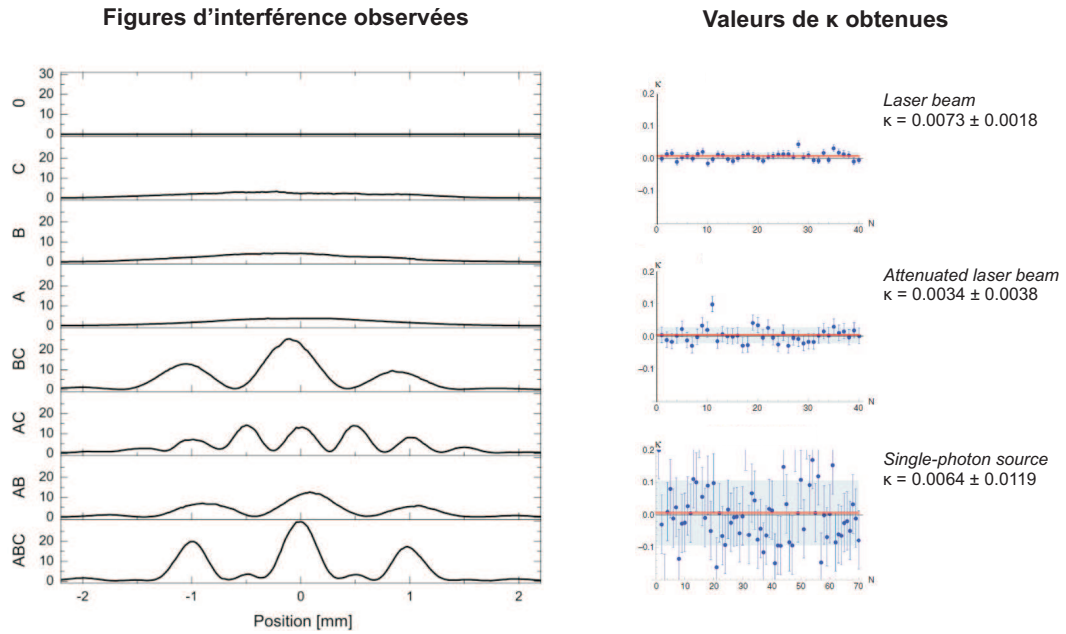 Figures d’interférence observées
Valeurs de κ obtenues
30
20
10
0
0
20
10
0
C
20
10
0
B
20
10
0
A
20
10
0
BC
20
10
0
AC
20
10
0
AB
20
10
0
ABC
-2
-1
0
1
2
Position [mm]
κ
0.2
0.1
0.0
−0.1
0
10
20
30
40
N
Laser beam
κ = 0.0073 ± 0.0018
κ
0.2
0.1
0.0
−0.1
0
10
20
30
40
N
Attenuated laser beam
κ = 0.0034 ± 0.0038
κ
0.2
0.1
0.0
−0.1
0
10
20
30
40
50
60
70
N
Single-photon source
κ = 0.0064 ± 0.0119